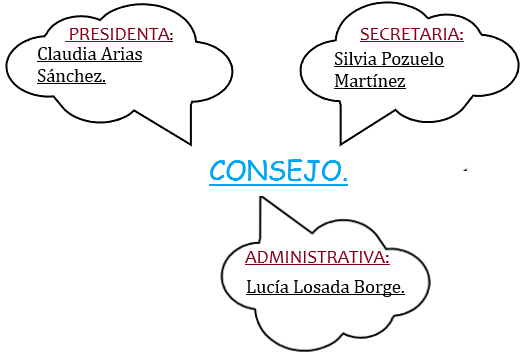 PRESIDENTA:
Claudia Arias
Sánchez.
SECRETARIA:
Silvia Pozuelo
Martínez
CONSEJO.
ADMINISTRATIVA:
Lucía Losada Borge.